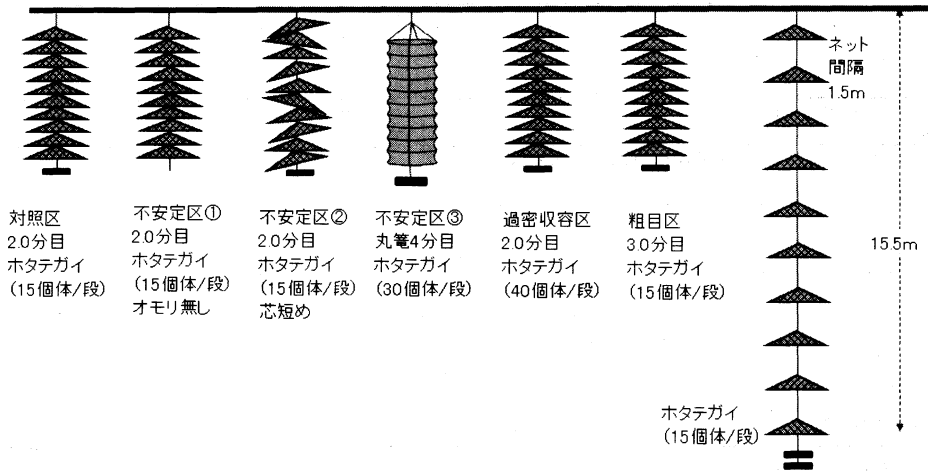 対照区
2.0分目
ホタテガイ
(15個体/段)
不安定区①
2.0分目
ホタテガイ
(15個体/段)
オモリ無し
不安定区②
2.0分目
ホタテガイ
(15個体/段)
芯短め
不安定区③
丸篭4分目
ホタテガイ
(30個体/段)
過密収容区
2.0分目
ホタテガイ
(40個体/段)
粗目区
3.0分目
ホタテガイ
(15個体/段)
ネット
間隔
1.5m
15.5m
ホタテガイ
(15個体/段)